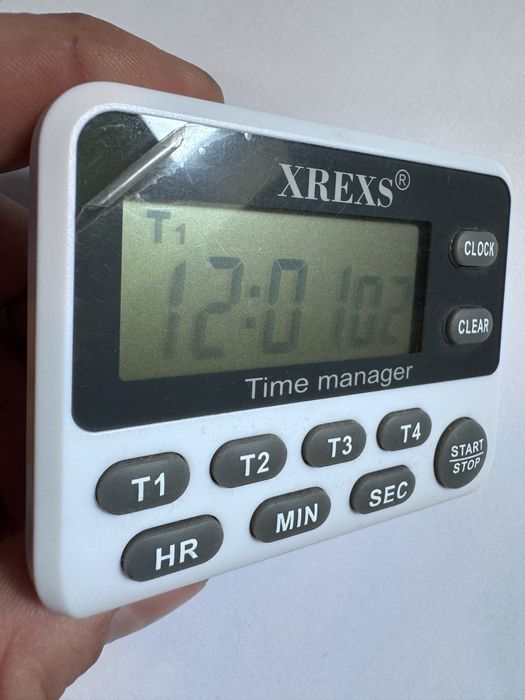 XREXS®
T1
12:01 02
Time manager
CLOCK
CLEAR
T1 T2 T3 T4
START
STOP
HR MIN SEC